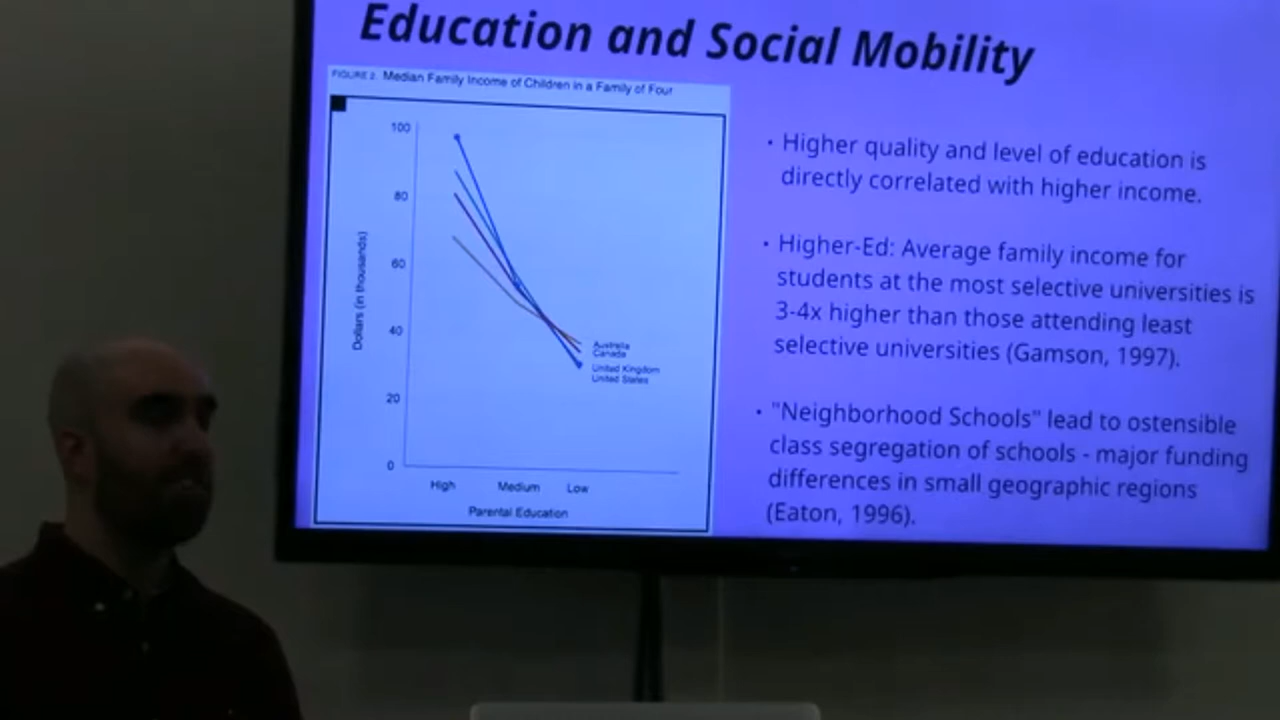 Education and Social Mobility
FIGURE 2. Median Family Income of Children in a Family of Four
100
80
60
40
20
0
Dollars (in thousands)
Australia
Canada
United Kingdom
United States
High Medium Low
Parental Education
• Higher quality and level of education is
directly correlated with higher income.
• Higher-Ed: Average family income for
students at the most selective universities is
3-4x higher than those attending least
selective universities (Gamson, 1997).
• "Neighborhood Schools" lead to ostensible
class segregation of schools - major funding
differences in small geographic regions
(Eaton, 1996).